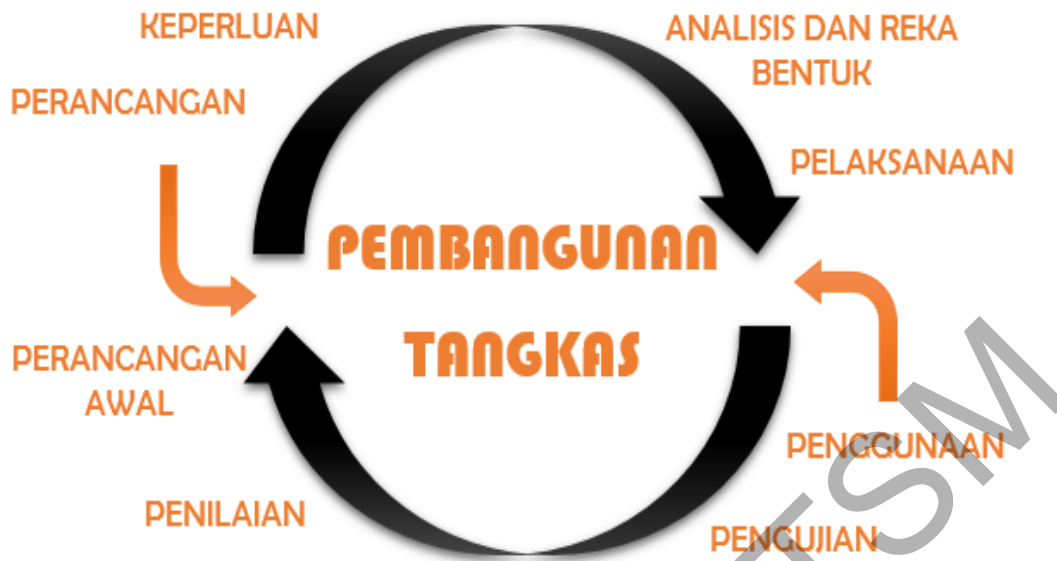 KEPERLUAN
ANALISIS DAN REKA
BENTUK
PERANCANGAN
PELAKSANAAN
PEMBANGUNAN
TANGKAS
PERANCANGAN
AWAL
PENGGUNAAN
PENILAIAN
PENGUJIAN
TSM